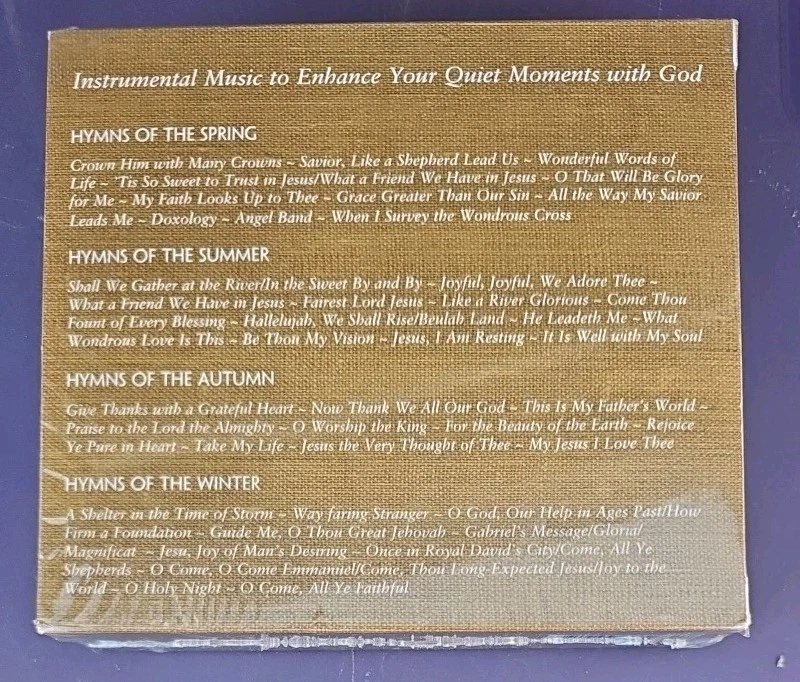 Instrumental Music to Enhance Your Quiet Moments with God
HYMNS OF THE SPRING
Crown Him with Many Crowns ~ Savior, Like a Shepherd Lead Us ~ Wonderful Words of
Life ~ 'Tis So Sweet to Trust in Jesus/What a Friend We Have in Jesus ~ O That Will Be Glory
for Me ~ My Faith Looks Up to Thee ~ Grace Greater Than Our Sin ~ All the Way My Savior
Leads Me ~ Doxology ~ Angel Band ~ When I Survey the Wondrous Cross
HYMNS OF THE SUMMER
Shall We Gather at the River/In the Sweet By and By ~ Joyful, Joyful, We Adore Thee ~
What a Friend We Have in Jesus ~ Fairest Lord Jesus ~ Like a River Glorious ~ Come Thou
Fount of Every Blessing ~ Hallelujah, We Shall Rise/Beulah Land ~ He Leadeth Me ~What
Wondrous Love Is This ~ Be Thou My Vision ~ Jesus, I Am Resting ~ It Is Well with My Soul
HYMNS OF THE AUTUMN
Give Thanks with a Grateful Heart ~ Now Thank We All Our God ~ This Is My Father's World ~
Praise to the Lord the Almighty ~ O Worship the King ~ For the Beauty of the Earth ~ Rejoice
Ye Pure in Heart ~ Take My Life ~ Jesus the Very Thought of Thee ~ My Jesus I Love Thee
HYMNS OF THE WINTER
A Shelter in the Time of Storm ~ Way faring Stranger ~ O God, Our Help in Ages Past/How
Firm a Foundation ~ Guide Me, O Thou Great Jehovah ~ Gabriel's Message/Gloria/
Magnificat ~ Jesu, Joy of Man's Desiring ~ Once in Royal David's City/Come, All Ye
Shepherds ~ O Come, O Come Emmanuel/Come, Thou Long-Expected Jesus/Joy to the
World ~ O Holy Night ~ O Come, All Ye Faithful